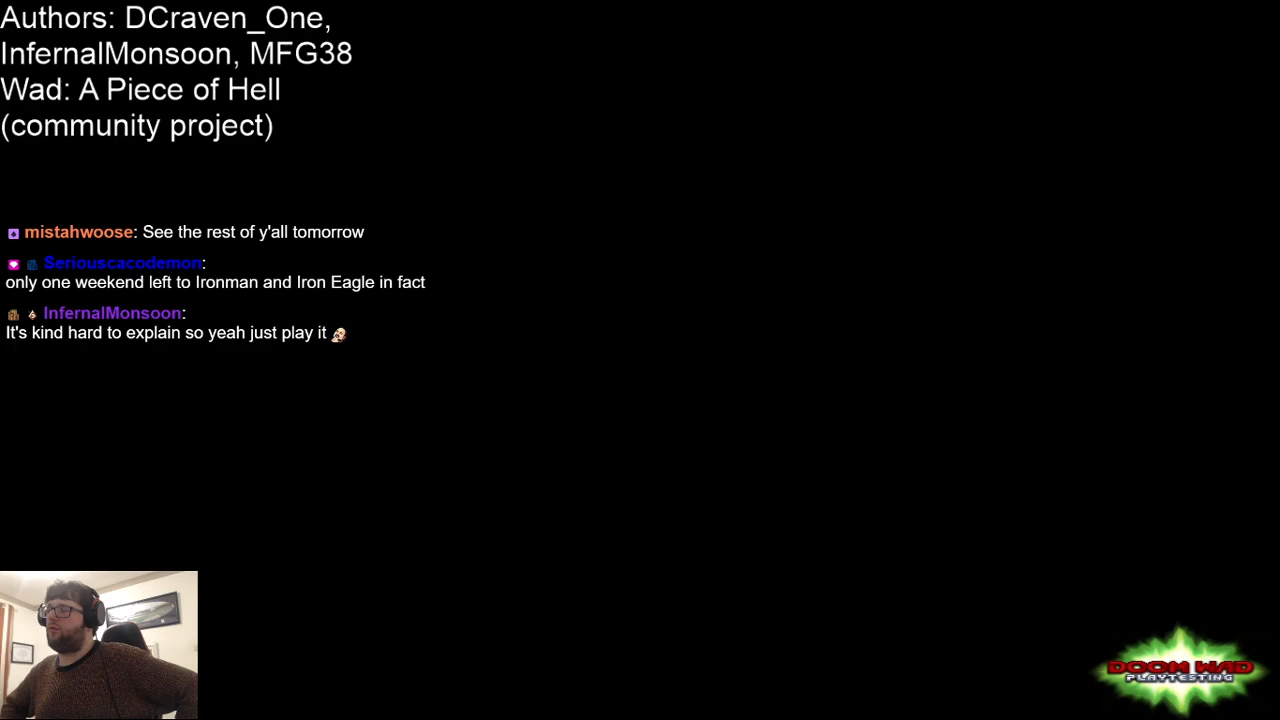 Authors: DCraven_One,
InfernalMonsoon, MFG38
Wad: A Piece of Hell
(community project)
mistahwoose: See the rest of y'all tomorrow
Seriouscacodemon:
only one weekend left to Ironman and Iron Eagle in fact
InfernalMonsoon:
It's kind hard to explain so yeah just play it
DOOM WAD
PLAYTESTING